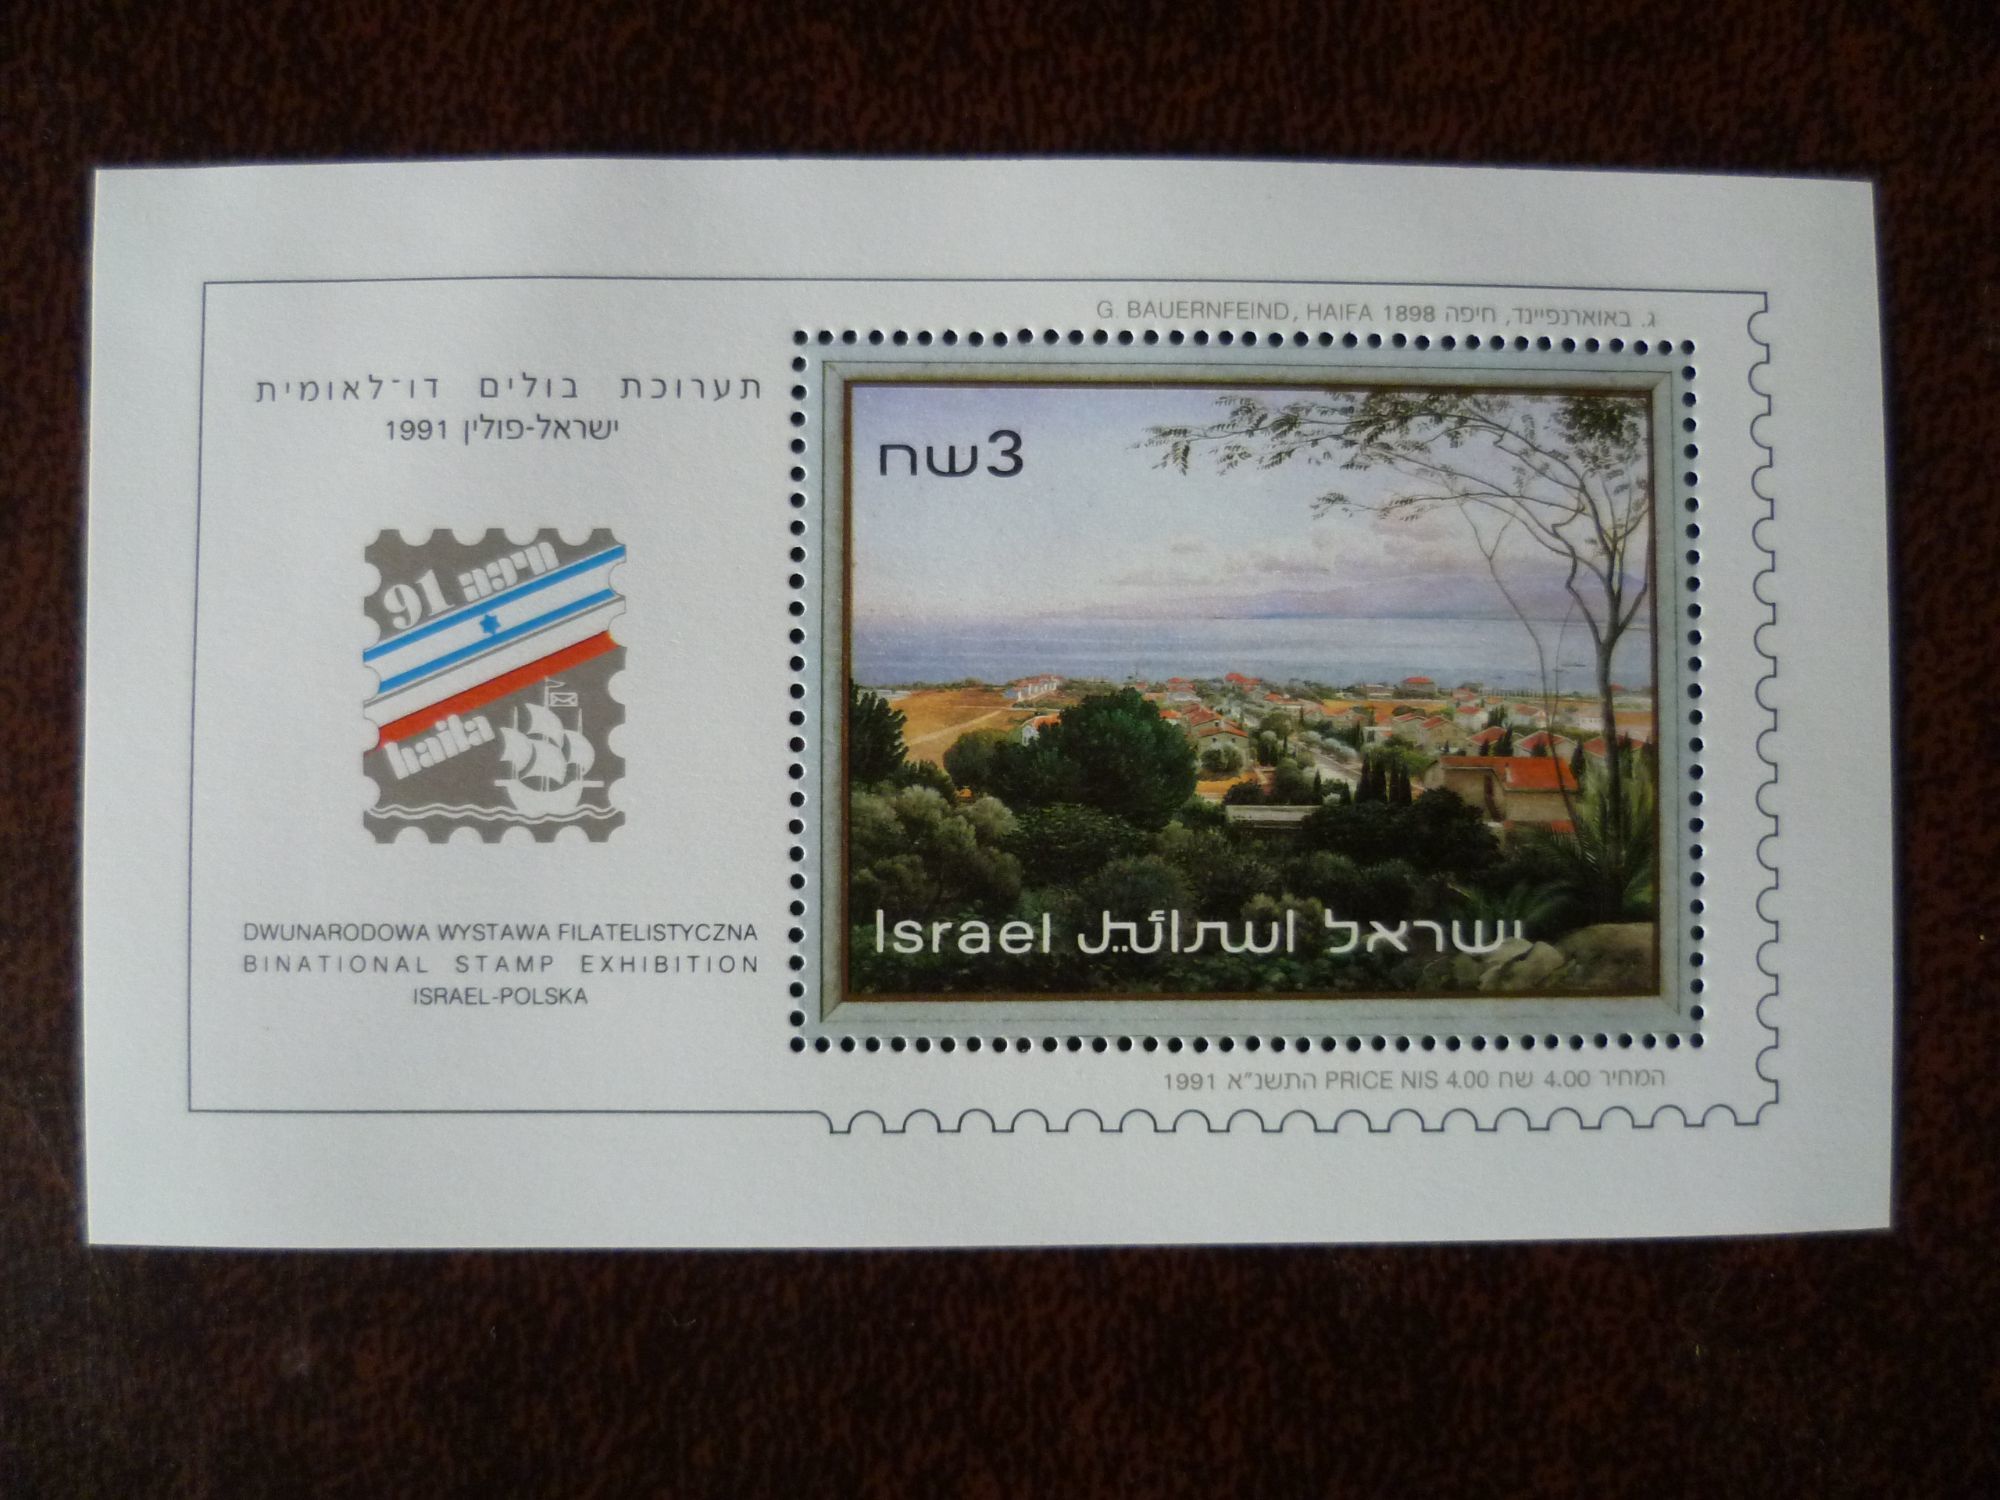 G. BAUERNFEIND, HAIFA 1898 ג. באוארנפיינד, חיפה
תערוכת בולים דו־לאומית
ישראל-פולין 1991
3 שח
חיפה 91
haifa
Israel اسرائيل ישראל
DWUNARODOWA WYSTAWA FILATELISTYCZNA
BINATIONAL STAMP EXHIBITION
ISRAEL-POLSKA
המחיר 4.00 שח PRICE NIS 4.00 התשנ"א 1991